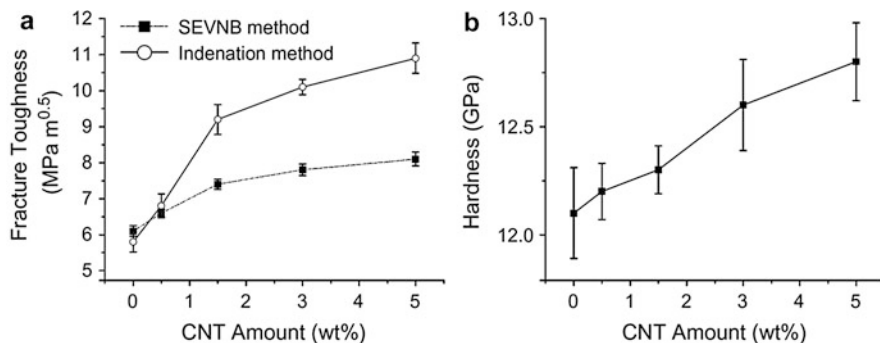 a
SEVNB method
Indenation method
Fracture Toughness
(MPa m^0.5)
12
11
10
9
8
7
6
5
0 1 2 3 4 5
CNT Amount (wt%)
b
Hardness (GPa)
13.0
12.5
12.0
0 1 2 3 4 5
CNT Amount (wt%)